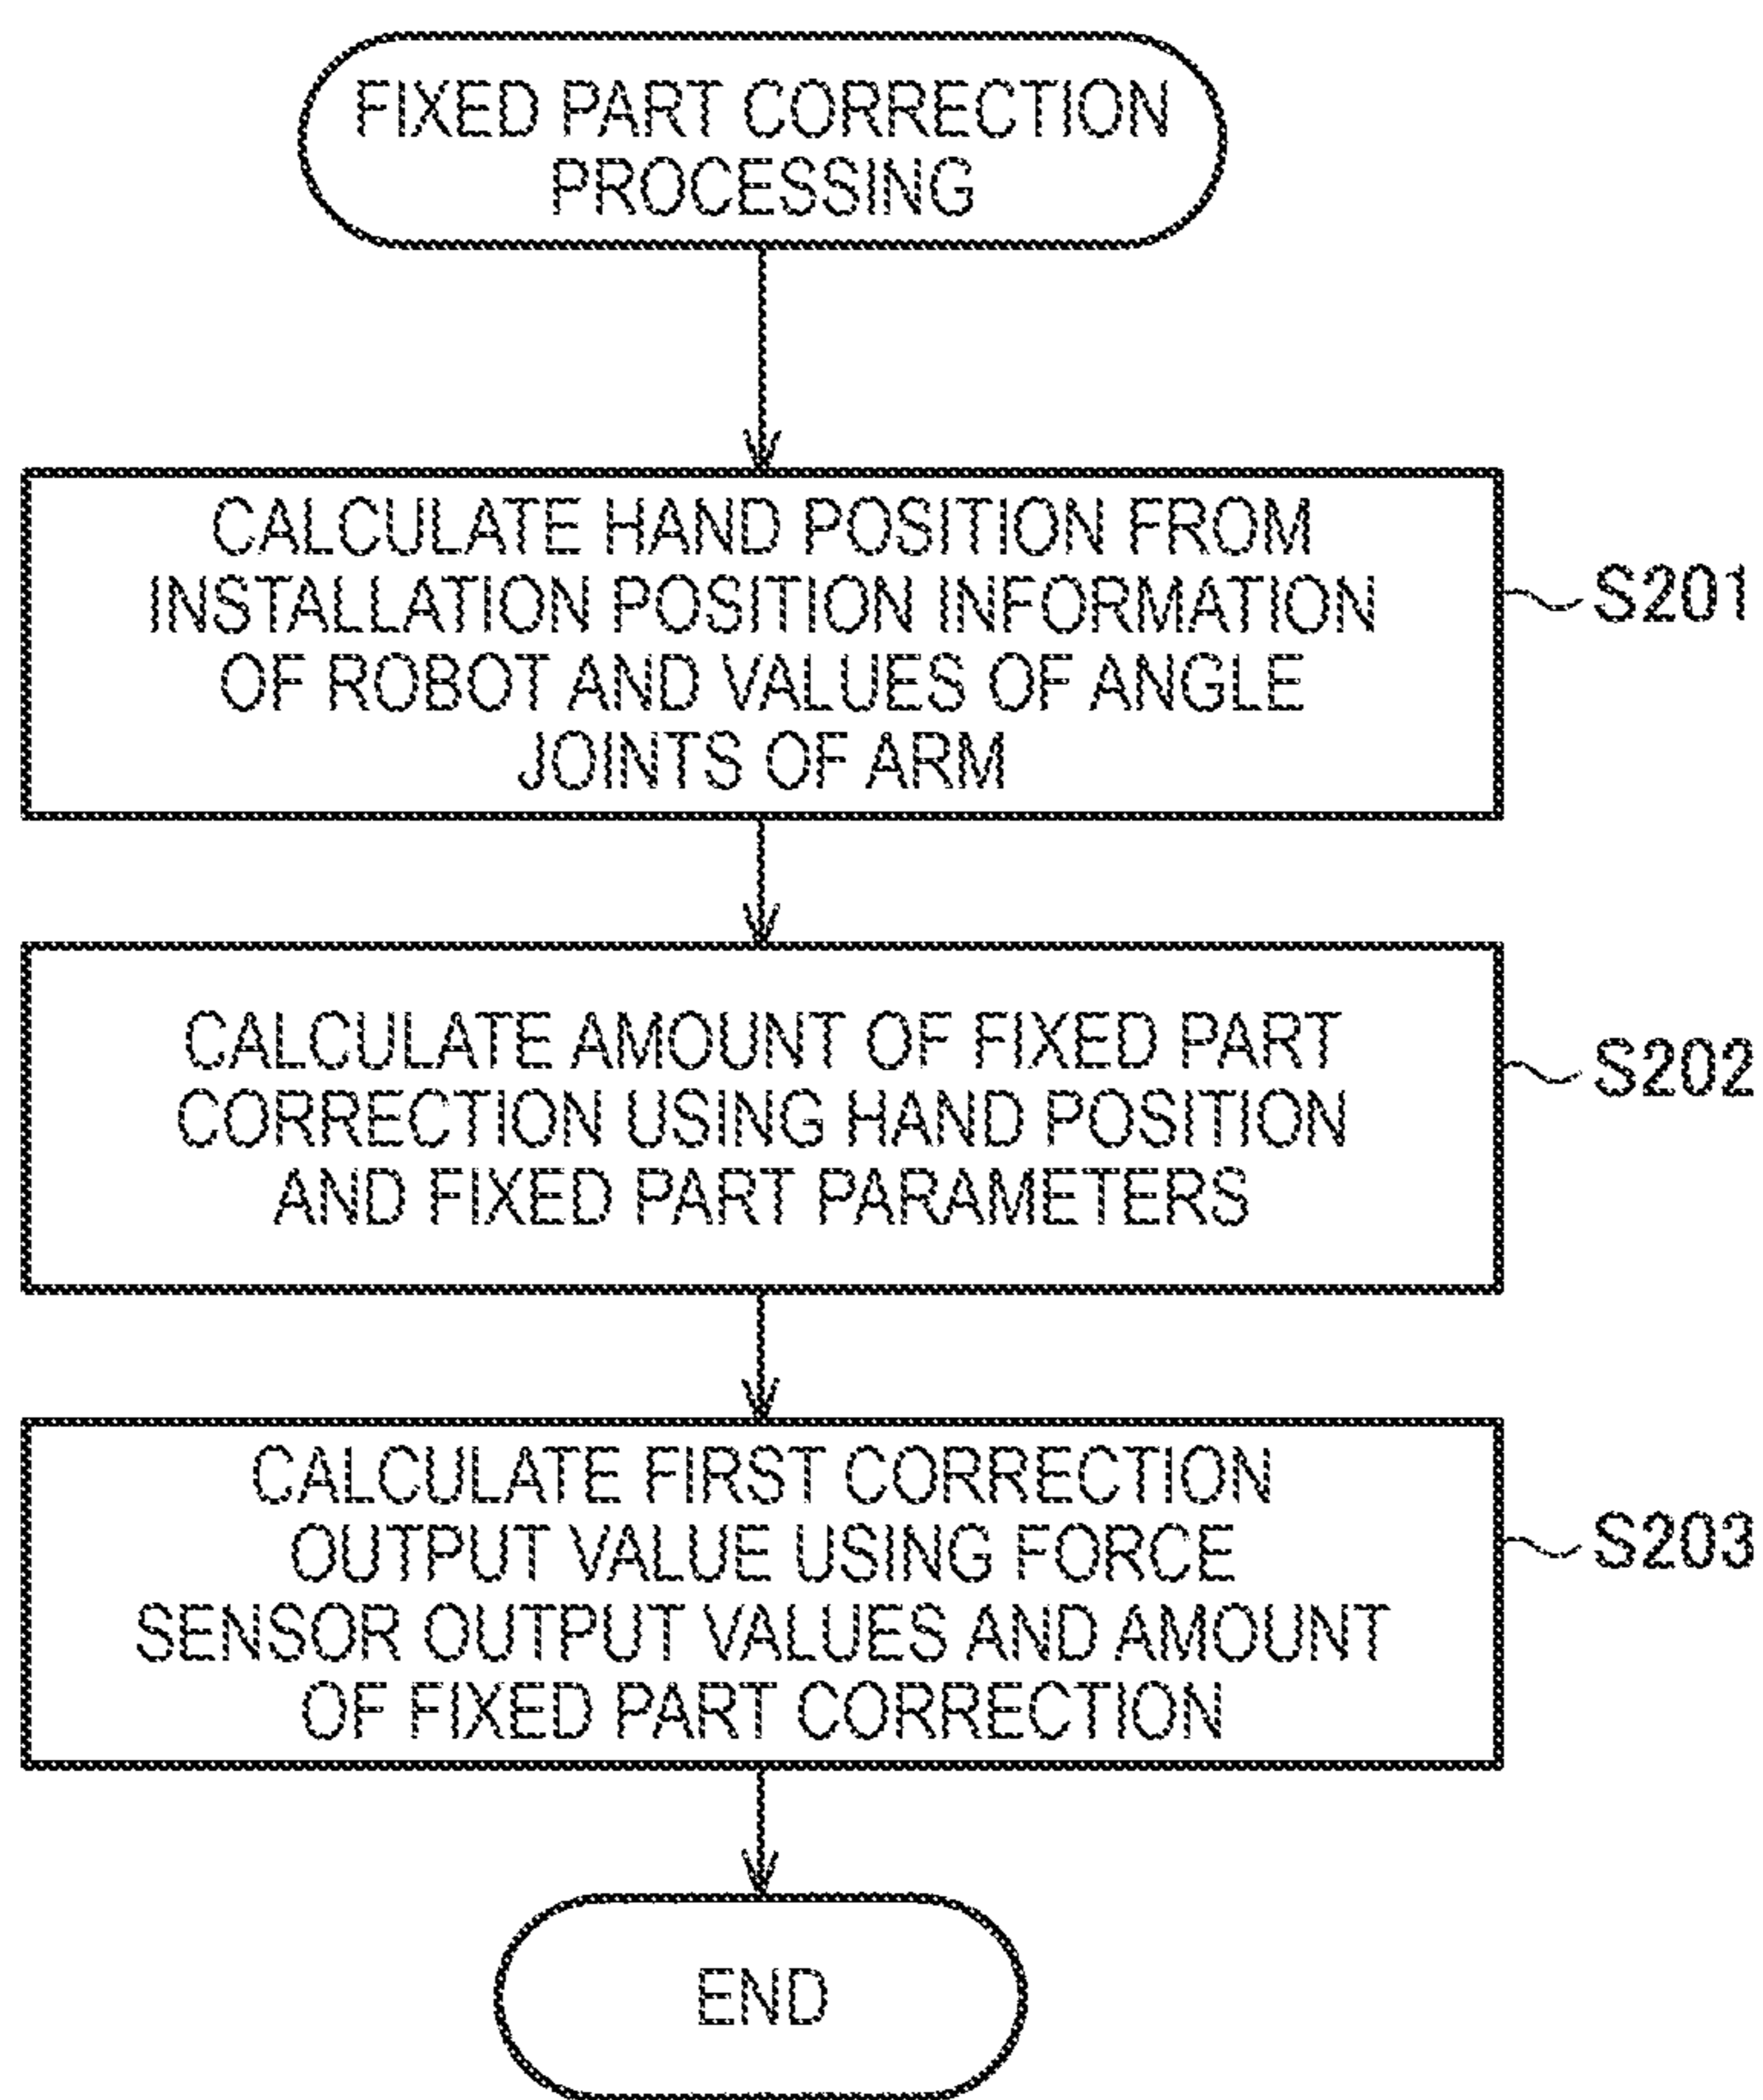 FIXED PART CORRECTION
PROCESSING
CALCULATE HAND POSITION FROM
INSTALLATION POSITION INFORMATION
OF ROBOT AND VALUES OF ANGLE
JOINTS OF ARM
S201
CALCULATE AMOUNT OF FIXED PART
CORRECTION USING HAND POSITION
AND FIXED PART PARAMETERS
S202
CALCULATE FIRST CORRECTION
OUTPUT VALUE USING FORCE
SENSOR OUTPUT VALUES AND AMOUNT
OF FIXED PART CORRECTION
S203
END